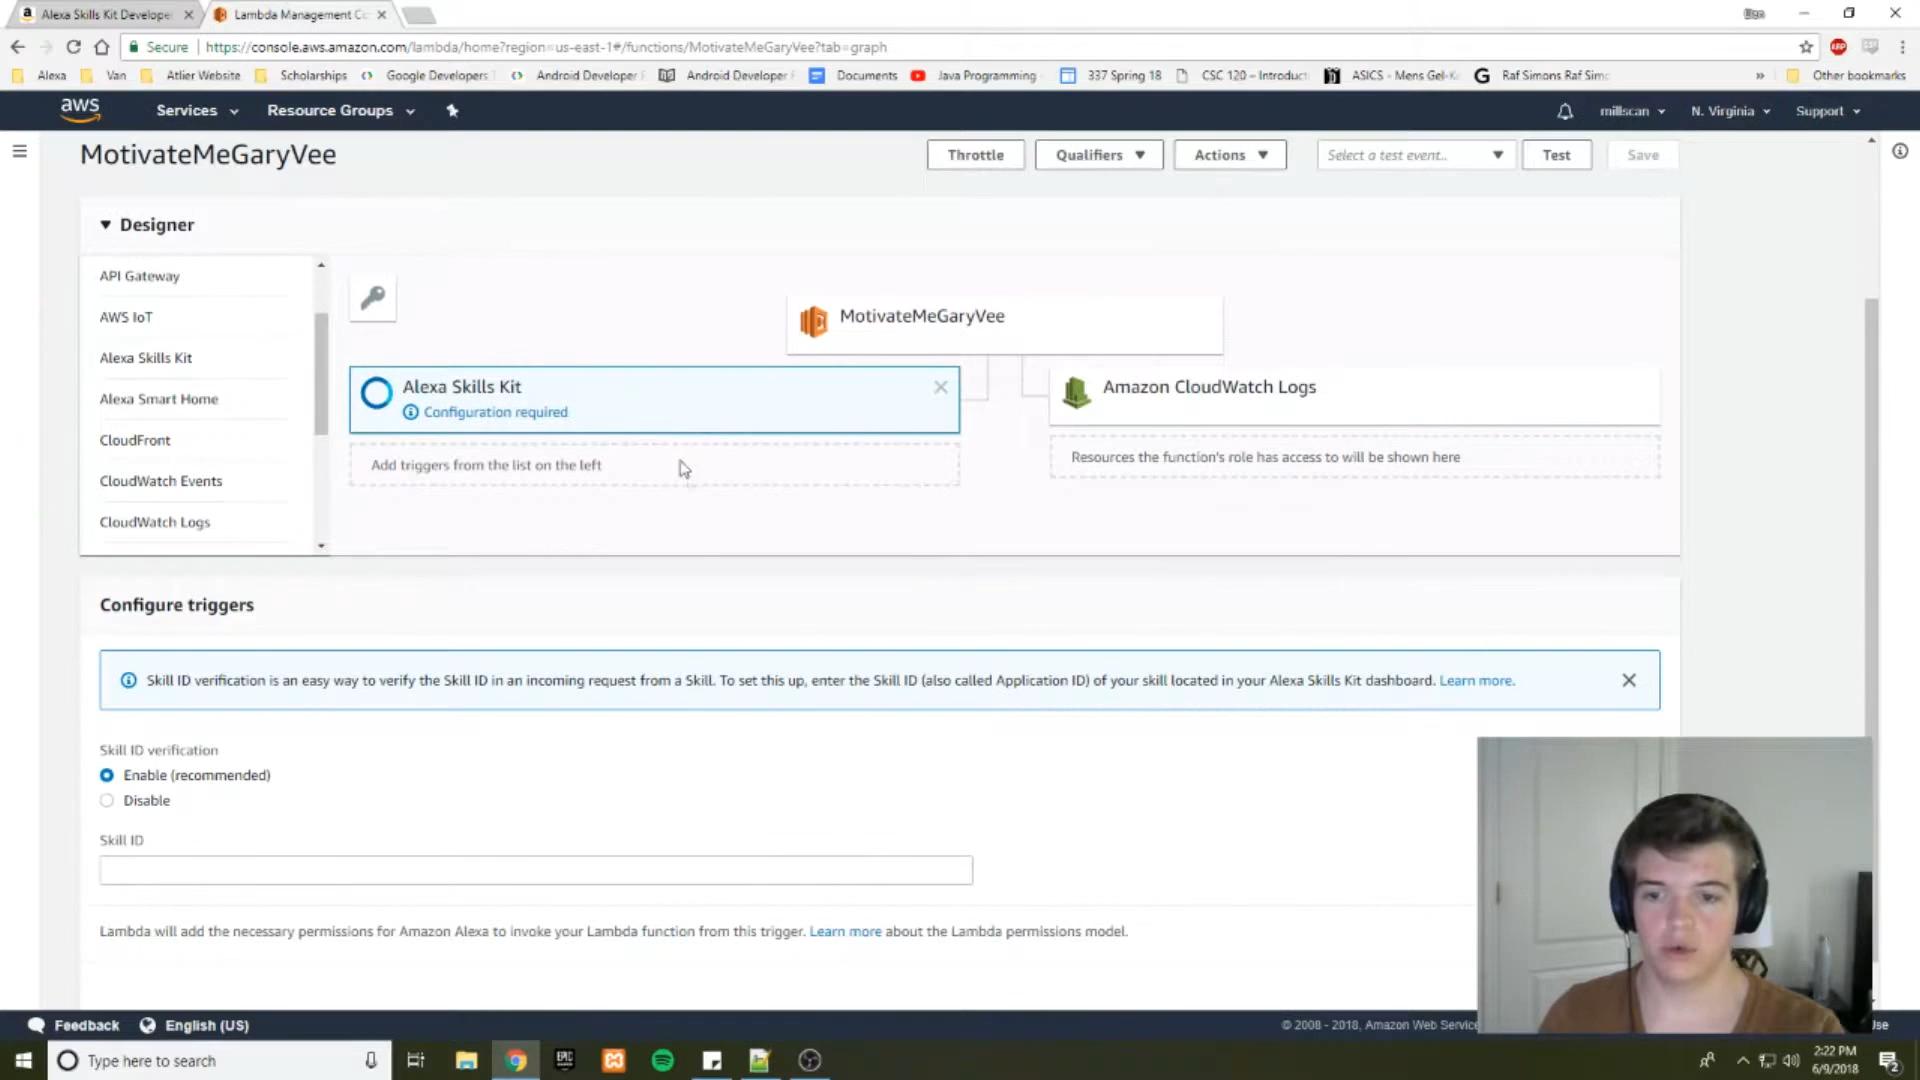 Alexa Skills Kit Develope
Lambda Management Co
Secure
https://console.aws.amazon.com/lambda/home?region=us-east-1#/functions/MotivateMeGaryVee?tab=graph
Alexa
Van
Atlier Website
Scholarships
Google Developers
Android Developer
Android Developer
Documents
Java Programming
337 Spring 18
CSC 120 – Introduct
ASICS - Mens Gel-K
Raf Simons Raf Simo
»
Other bookmarks
aws
Services
Resource Groups
millscan
N. Virginia
Support
MotivateMeGaryVee
Throttle
Qualifiers
Actions
Select a test event..
Test
Save
Designer
API Gateway
AWS IoT
Alexa Skills Kit
Alexa Smart Home
CloudFront
CloudWatch Events
CloudWatch Logs
MotivateMeGaryVee
Alexa Skills Kit
Configuration required
Add triggers from the list on the left
Amazon CloudWatch Logs
Resources the function's role has access to will be shown here
Configure triggers
Skill ID verification is an easy way to verify the Skill ID in an incoming request from a Skill. To set this up, enter the Skill ID (also called Application ID) of your skill located in your Alexa Skills Kit dashboard. Learn more.
Skill ID verification
Enable (recommended)
Disable
Skill ID
Lambda will add the necessary permissions for Amazon Alexa to invoke your Lambda function from this trigger. Learn more about the Lambda permissions model.
Feedback
English (US)
© 2008 - 2018, Amazon Web Service
Use
Type here to search
EPIC
2:22 PM
6/9/2018
2